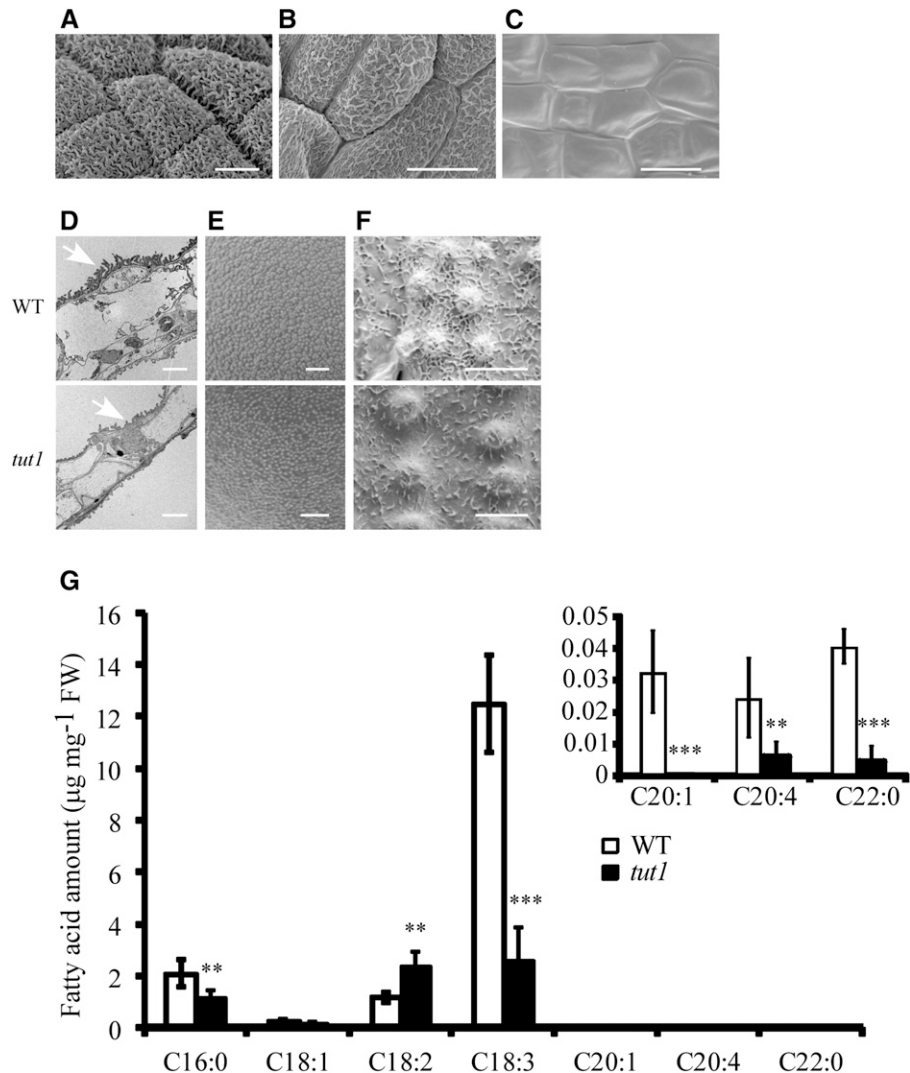 A B C
D E F
WT
tut1
G
Fatty acid amount (µg mg-1 FW)
16
14
12
10
8
6
4
2
0
** ** ***
C16:0 C18:1 C18:2 C18:3 C20:1 C20:4 C22:0
0.05
0.04
0.03
0.02
0.01
0
*** ** ***
C20:1 C20:4 C22:0
WT
tut1